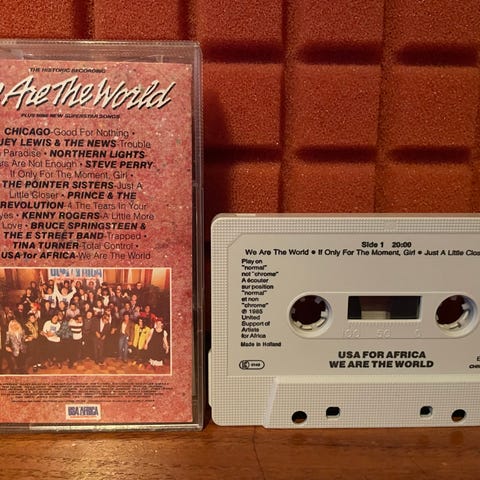 THE HISTORIC RECORDING
Are The World
PLUS NINE NEW SUPERSTAR SONGS
CHICAGO-Good For Nothing •
EY LEWIS & THE NEWS-Trouble
Paradise • NORTHERN LIGHTS
ars Are Not Enough • STEVE PERRY
If Only For The Moment, Girl •
THE POINTER SISTERS-Just A
Little Closer • PRINCE & THE
REVOLUTION-4 The Tears In Your
yes • KENNY ROGERS-A Little More
Love • BRUCE SPRINGSTEEN &
THE E STREET BAND-Trapped •
TINA TURNER-Total Control •
USA for AFRICA-We Are The World
USA AFRICA
Side 1 20:00
We Are The World • If Only For The Moment, Girl • Just A Little Close
Play on
"normal"
not "chrome"
A écouter
sur position
"normal"
et non
"chrome"
℗ 1985
United
Support of
Artists
for Africa
Made in Holland
100 50 0
USA FOR AFRICA
WE ARE THE WORLD